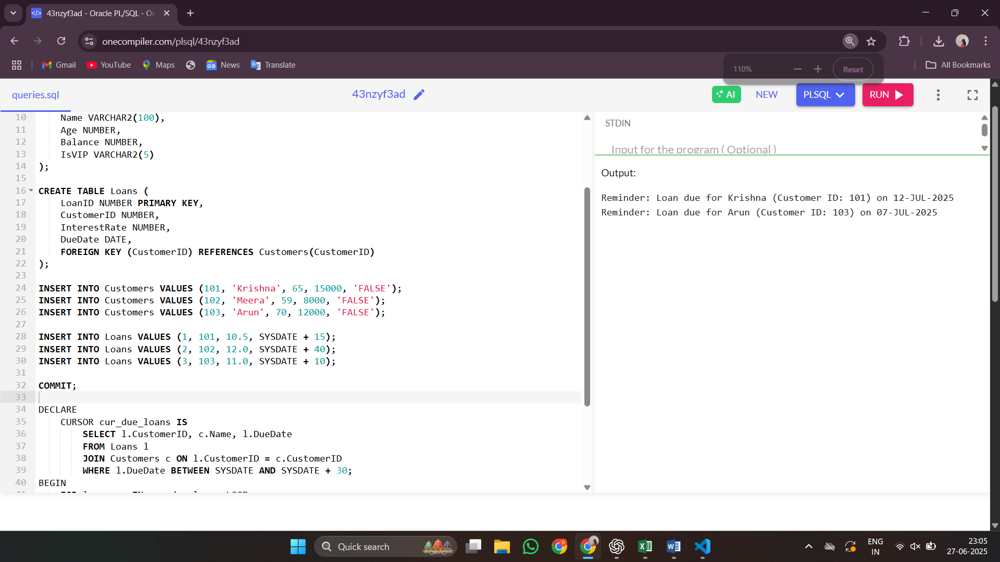 43nzyf3ad - Oracle PL/SQL - On
onecompiler.com/plsql/43nzyf3ad
Gmail
YouTube
Maps
News
Translate
110%
Reset
All Bookmarks
queries.sql
43nzyf3ad
AI
NEW
PLSQL
RUN
10 Name VARCHAR2(100),
11 Age NUMBER,
12 Balance NUMBER,
13 IsVIP VARCHAR2(5)
14 );
15
16 CREATE TABLE Loans (
17 LoanID NUMBER PRIMARY KEY,
18 CustomerID NUMBER,
19 InterestRate NUMBER,
20 DueDate DATE,
21 FOREIGN KEY (CustomerID) REFERENCES Customers(CustomerID)
22 );
23
24 INSERT INTO Customers VALUES (101, 'Krishna', 65, 15000, 'FALSE');
25 INSERT INTO Customers VALUES (102, 'Meera', 59, 8000, 'FALSE');
26 INSERT INTO Customers VALUES (103, 'Arun', 70, 12000, 'FALSE');
27
28 INSERT INTO Loans VALUES (1, 101, 10.5, SYSDATE + 15);
29 INSERT INTO Loans VALUES (2, 102, 12.0, SYSDATE + 40);
30 INSERT INTO Loans VALUES (3, 103, 11.0, SYSDATE + 10);
31
32 COMMIT;
33
34 DECLARE
35 CURSOR cur_due_loans IS
36 SELECT l.CustomerID, c.Name, l.DueDate
37 FROM Loans l
38 JOIN Customers c ON l.CustomerID = c.CustomerID
39 WHERE l.DueDate BETWEEN SYSDATE AND SYSDATE + 30;
40 BEGIN
STDIN
Input for the program ( Optional )
Output:
Reminder: Loan due for Krishna (Customer ID: 101) on 12-JUL-2025
Reminder: Loan due for Arun (Customer ID: 103) on 07-JUL-2025
Quick search
ENG
IN
23:05
27-06-2025